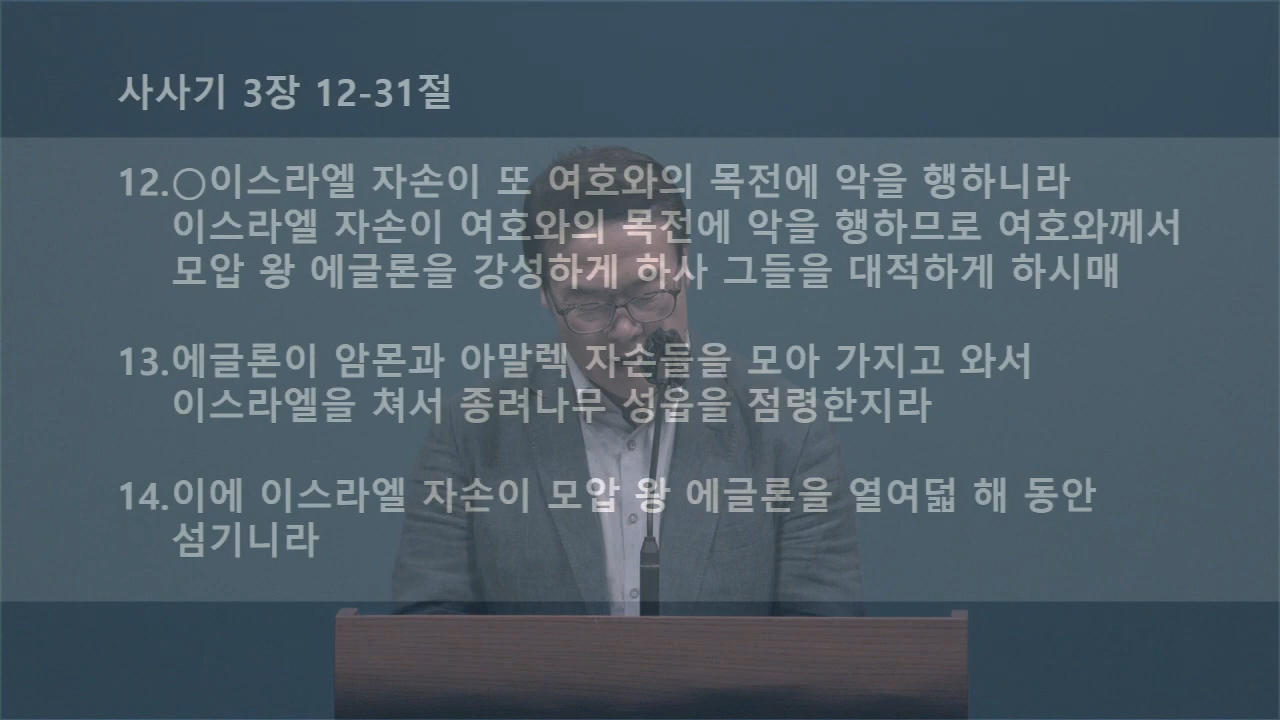 사사기 3장 12-31절
12.○이스라엘 자손이 또 여호와의 목전에 악을 행하니라
이스라엘 자손이 여호와의 목전에 악을 행하므로 여호와께서
모압 왕 에글론을 강성하게 하사 그들을 대적하게 하시매
13.에글론이 암몬과 아말렉 자손들을 모아 가지고 와서
이스라엘을 쳐서 종려나무 성읍을 점령한지라
14.이에 이스라엘 자손이 모압 왕 에글론을 열여덟 해 동안
섬기니라